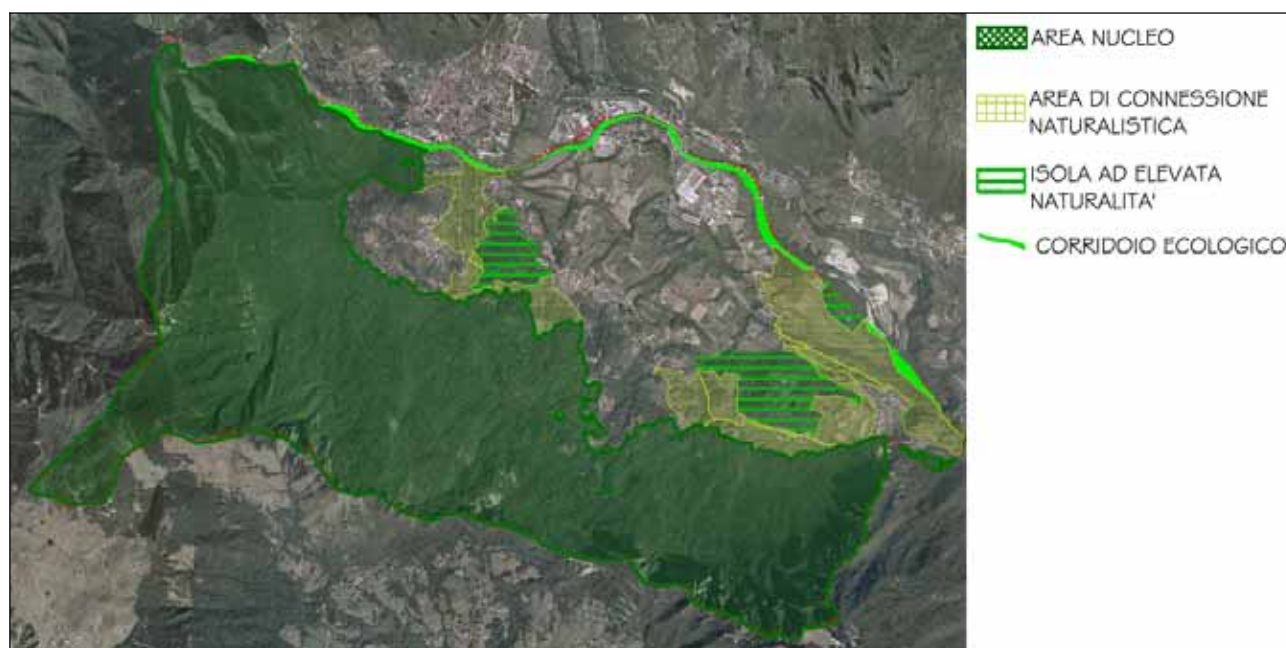 AREA NUCLEO
AREA DI CONNESSIONE
NATURALISTICA
ISOLA AD ELEVATA
NATURALITA'
CORRIDOIO ECOLOGICO